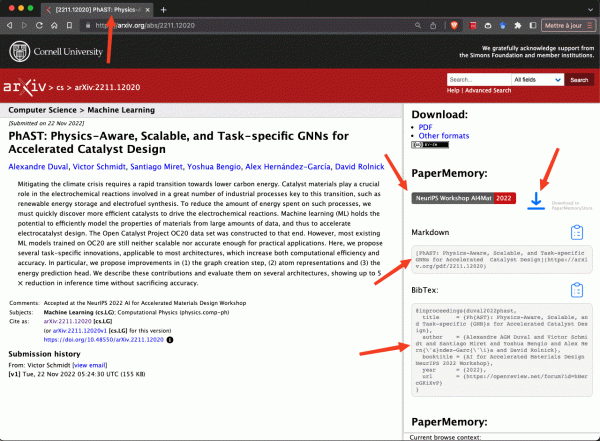 [2211.12020] PhAST: Physics-A
https://arxiv.org/abs/2211.12020
Mettre à jour
Cornell University
We gratefully acknowledge support from
the Simons Foundation and member institutions.
arXiv > cs > arXiv:2211.12020
Search...
All fields
Search
Help | Advanced Search
Computer Science > Machine Learning
[Submitted on 22 Nov 2022]
PhAST: Physics-Aware, Scalable, and Task-specific GNNs for
Accelerated Catalyst Design
Alexandre Duval, Victor Schmidt, Santiago Miret, Yoshua Bengio, Alex Hernández-García, David Rolnick
Mitigating the climate crisis requires a rapid transition towards lower carbon energy. Catalyst materials play a crucial
role in the electrochemical reactions involved in a great number of industrial processes key to this transition, such as
renewable energy storage and electrofuel synthesis. To reduce the amount of energy spent on such processes, we
must quickly discover more efficient catalysts to drive the electrochemical reactions. Machine learning (ML) holds the
potential to efficiently model the properties of materials from large amounts of data, and thus to accelerate
electrocatalyst design. The Open Catalyst Project OC20 data set was constructed to that end. However, most existing
ML models trained on OC20 are still neither scalable nor accurate enough for practical applications. Here, we propose
several task-specific innovations, applicable to most architectures, which increase both computational efficiency and
accuracy. In particular, we propose improvements in (1) the graph creation step, (2) atom representations and (3) the
energy prediction head. We describe these contributions and evaluate them on several architectures, showing up to 5
× reduction in inference time without sacrificing accuracy.
Comments: Accepted at the NeurIPS 2022 AI for Accelerated Materials Design Workshop
Subjects: Machine Learning (cs.LG); Computational Physics (physics.comp-ph)
Cite as: arXiv:2211.12020 [cs.LG]
(or arXiv:2211.12020v1 [cs.LG] for this version)
https://doi.org/10.48550/arXiv.2211.12020
Submission history
From: Victor Schmidt [view email]
[v1] Tue, 22 Nov 2022 05:24:30 UTC (155 KB)
Download:
• PDF
• Other formats
PaperMemory:
NeurIPS Workshop AI4Mat 2022
Download to
PaperMemoryStore
Markdown
[PhAST: Physics-Aware, Scalable, and Task-specific
GNNs for Accelerated Catalyst Design](https://arxi
v.org/pdf/2211.12020)
BibTex:
@inproceedings{duval2022phast,
title = {Ph{AST}: Physics-Aware, Scalable, a
nd Task-specific {GNN}s for Accelerated Catalyst Des
ign},
author = {Alexandre AGM Duval and Victor Schmi
dt and Santiago Miret and Yoshua Bengio and Alex He
rn{\'a}ndez-Garc{\'\i}a and David Rolnick},
booktitle = {AI for Accelerated Materials Design
NeurIPS 2022 Workshop},
year = {2022},
PaperMemory:
Current browse context: